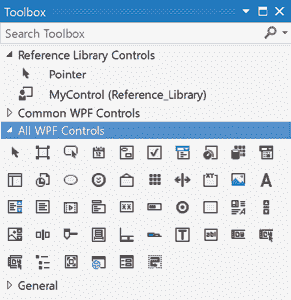 Toolbox
Search Toolbox
Reference Library Controls
Pointer
MyControl (Reference_Library)
Common WPF Controls
All WPF Controls
General